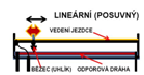 LINEÁRNÍ (POSUVNÝ)
VEDENÍ JEZDCE
BĚŽEC (UHLÍK)
ODPOROVÁ DRÁHA